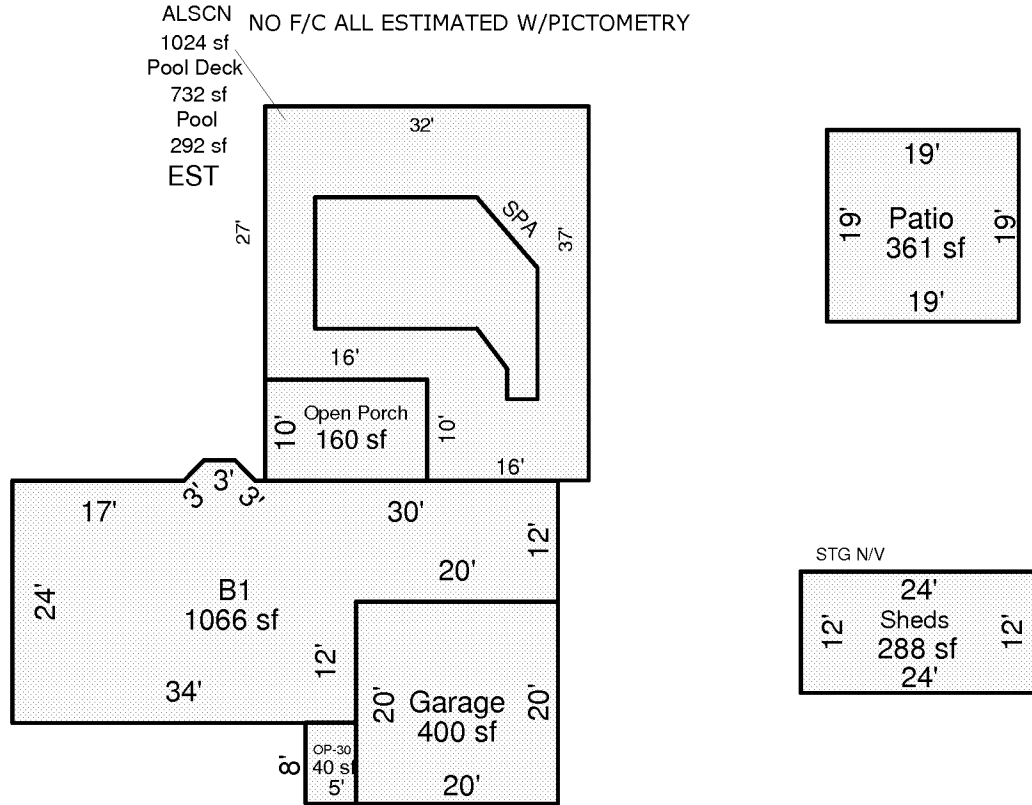 ALSCN
1024 sf
Pool Deck
732 sf
Pool
292 sf
EST
NO F/C ALL ESTIMATED W/PICTOMETRY
32'
27'
SPA
37'
16'
10'
Open Porch
160 sf
10'
16'
19'
19'
Patio
361 sf
19'
19'
17'
3'
3'
3'
30'
12'
24'
B1
1066 sf
20'
12'
34'
20'
Garage
400 sf
20'
20'
8'
OP-30
40 sf
5'
STG N/V
24'
12'
Sheds
288 sf
12'
24'